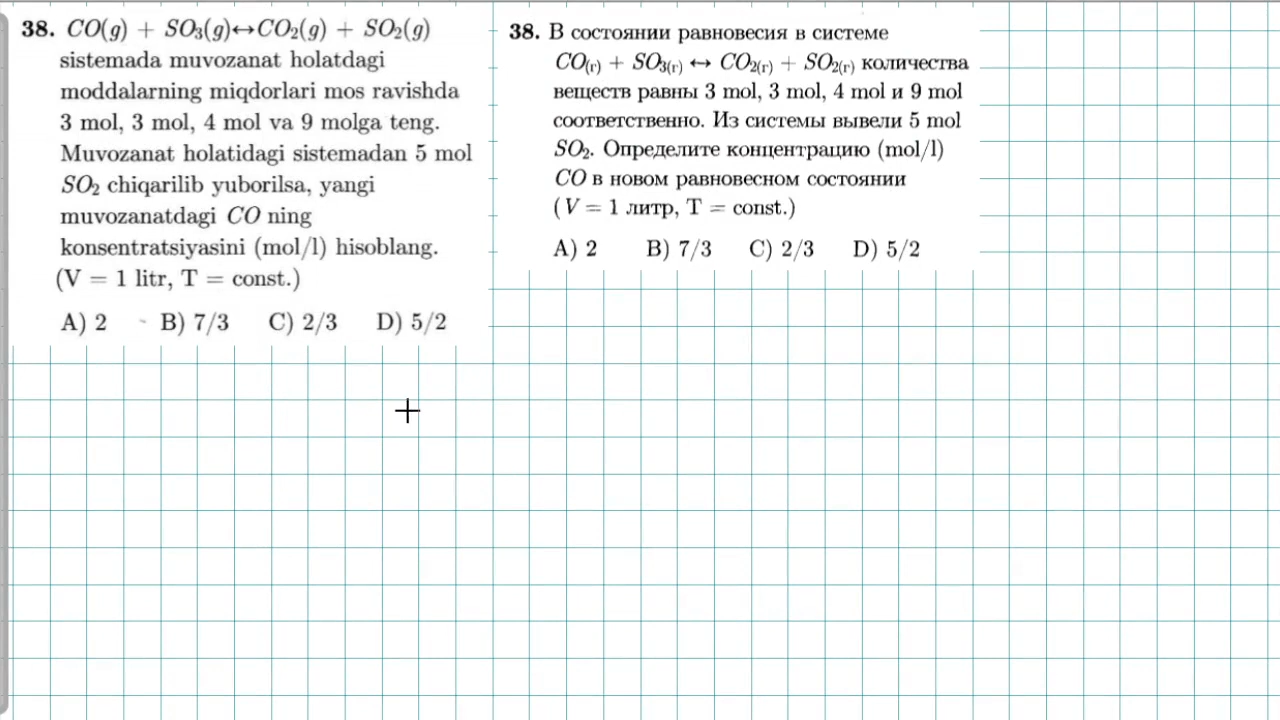 38. CO(g) + SO₃(g)↔CO₂(g) + SO₂(g)
sistemada muvozanat holatdagi
moddalarning miqdorlari mos ravishda
3 mol, 3 mol, 4 mol va 9 molga teng.
Muvozanat holatidagi sistemadan 5 mol
SO₂ chiqarilib yuborilsa, yangi
muvozanatdagi CO ning
konsentratsiyasini (mol/l) hisoblang.
(V = 1 litr, T = const.)
A) 2 B) 7/3 C) 2/3 D) 5/2
38. В состоянии равновесия в системе
CO₍г₎ + SO₃₍г₎ ↔ CO₂₍г₎ + SO₂₍г₎ количества
веществ равны 3 mol, 3 mol, 4 mol и 9 mol
соответственно. Из системы вывели 5 mol
SO₂. Определите концентрацию (mol/l)
CO в новом равновесном состоянии
(V = 1 литр, T = const.)
A) 2 B) 7/3 C) 2/3 D) 5/2